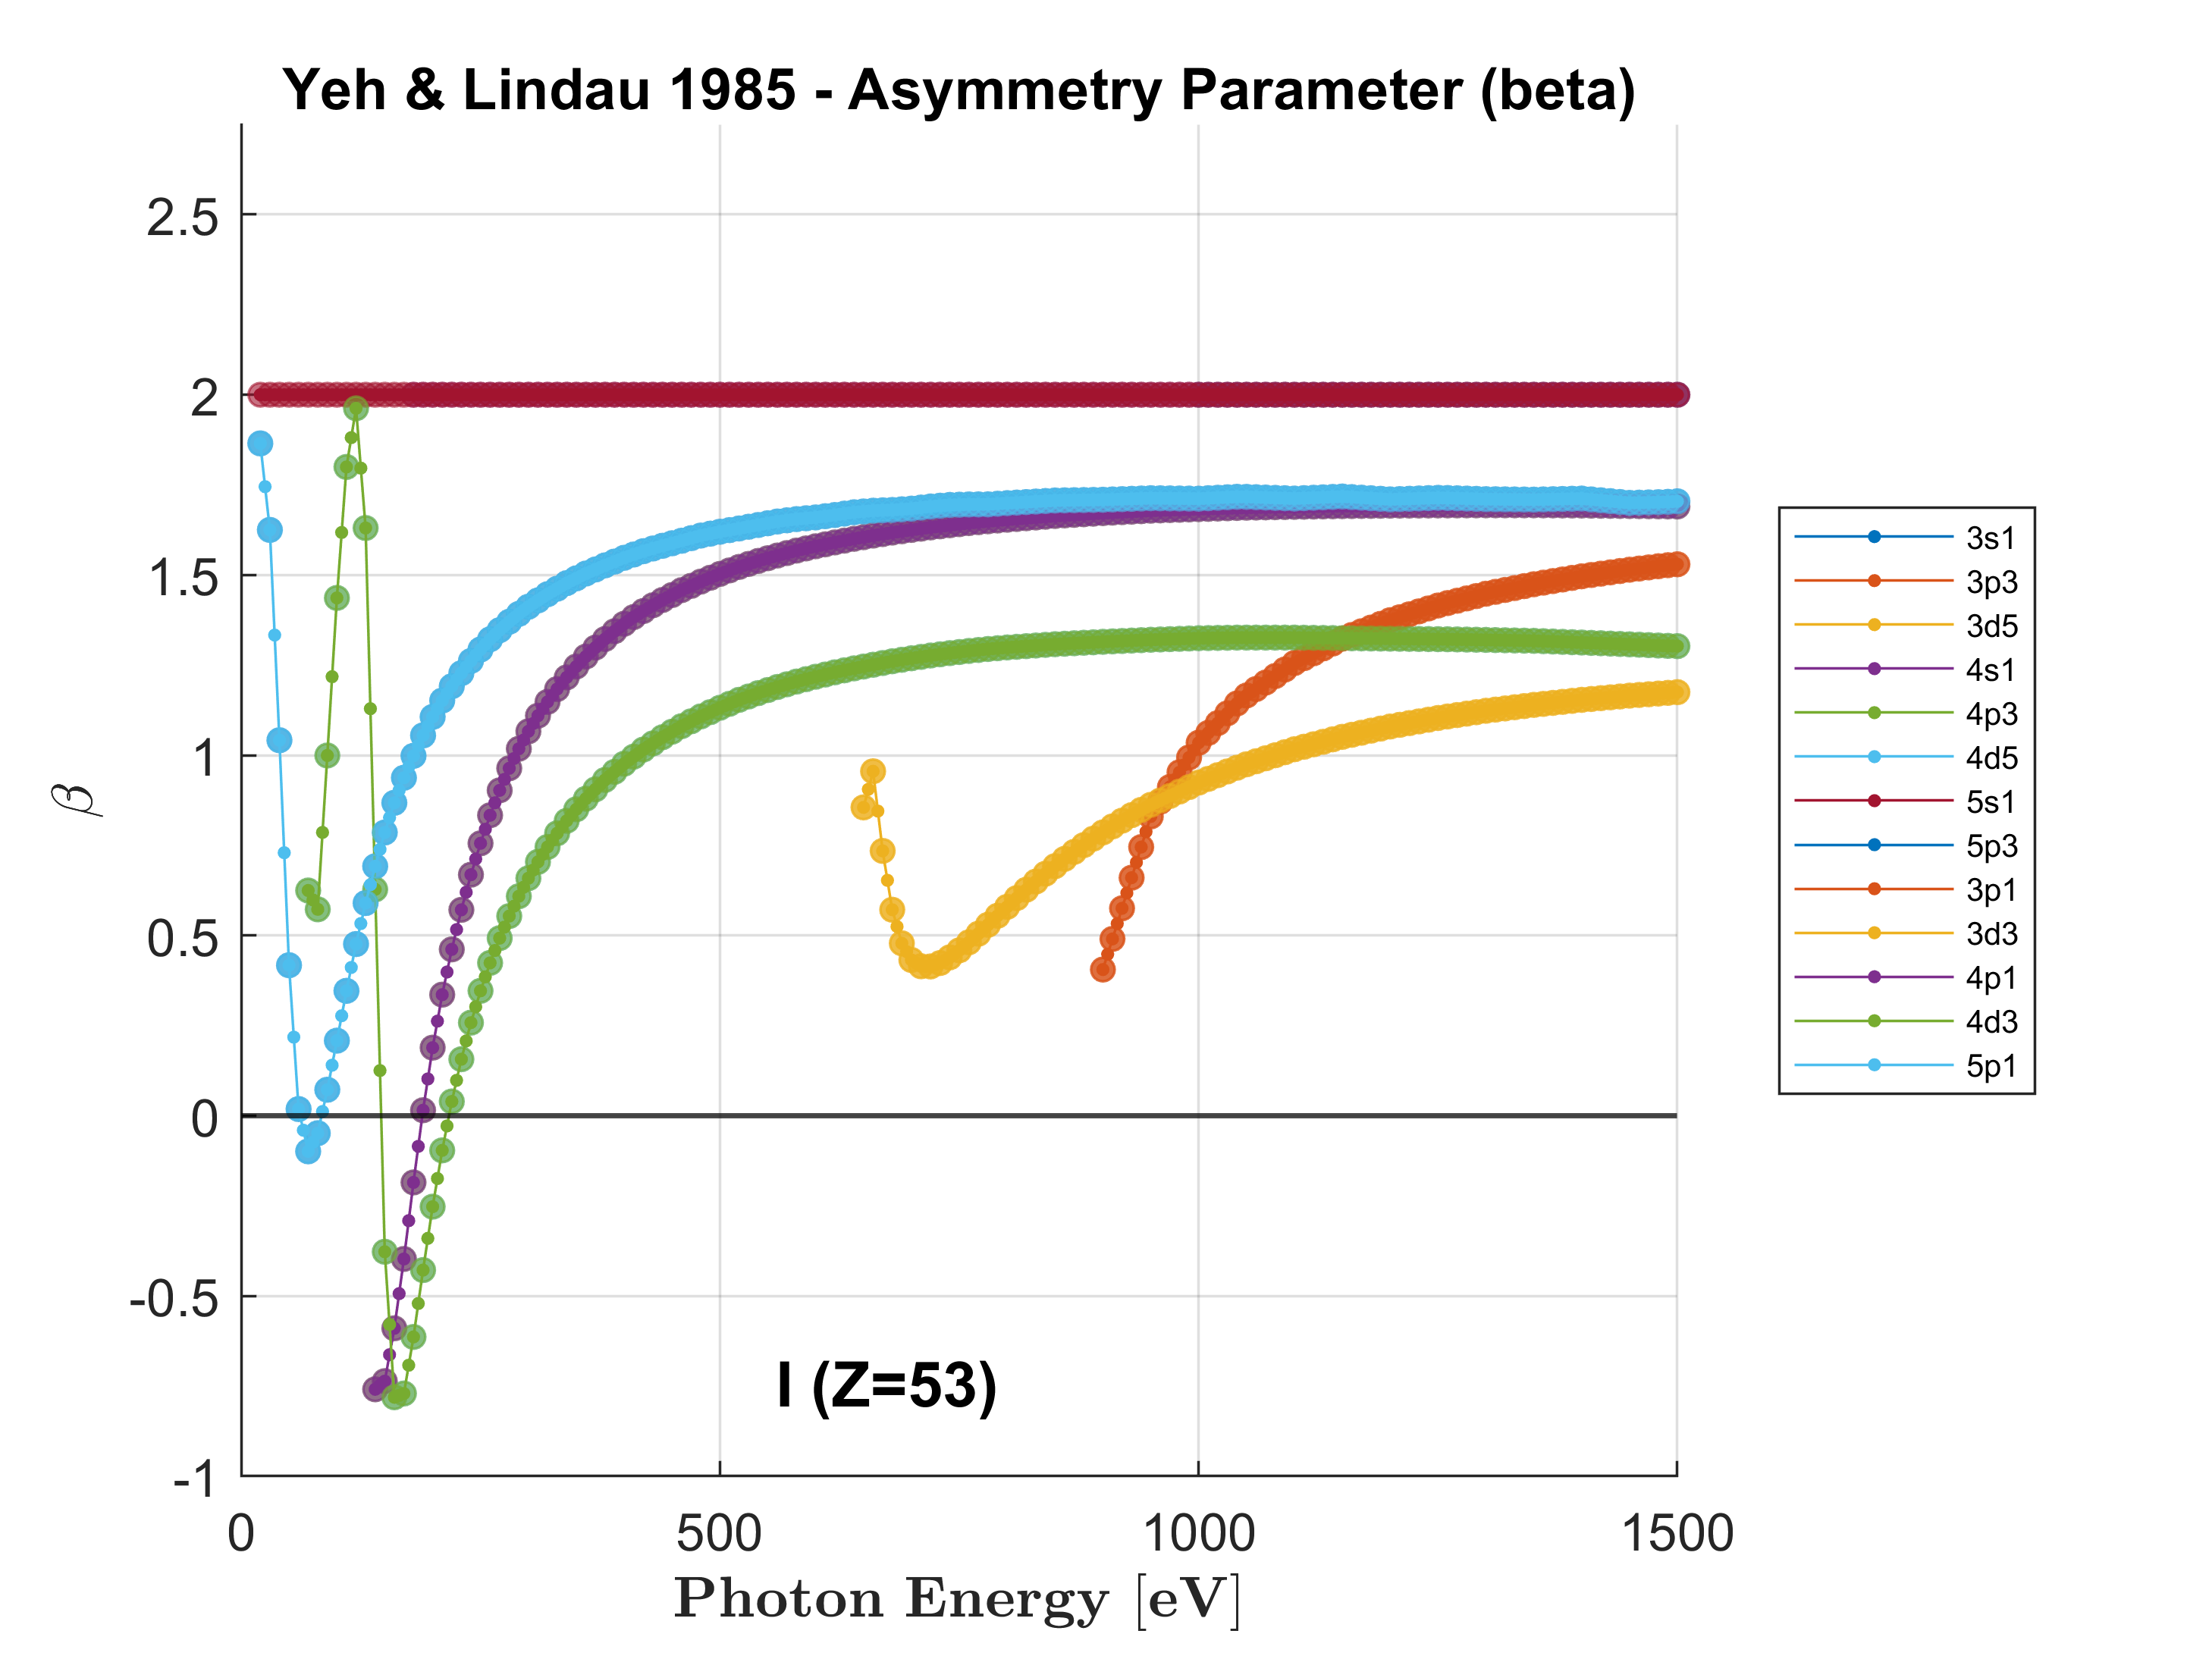 Yeh & Lindau 1985 - Asymmetry Parameter (beta)
2.5
2
1.5
1
0.5
0
-0.5
-1
β
0 500 1000 1500
Photon Energy [eV]
I (Z=53)
3s1
3p3
3d5
4s1
4p3
4d5
5s1
5p3
3p1
3d3
4p1
4d3
5p1